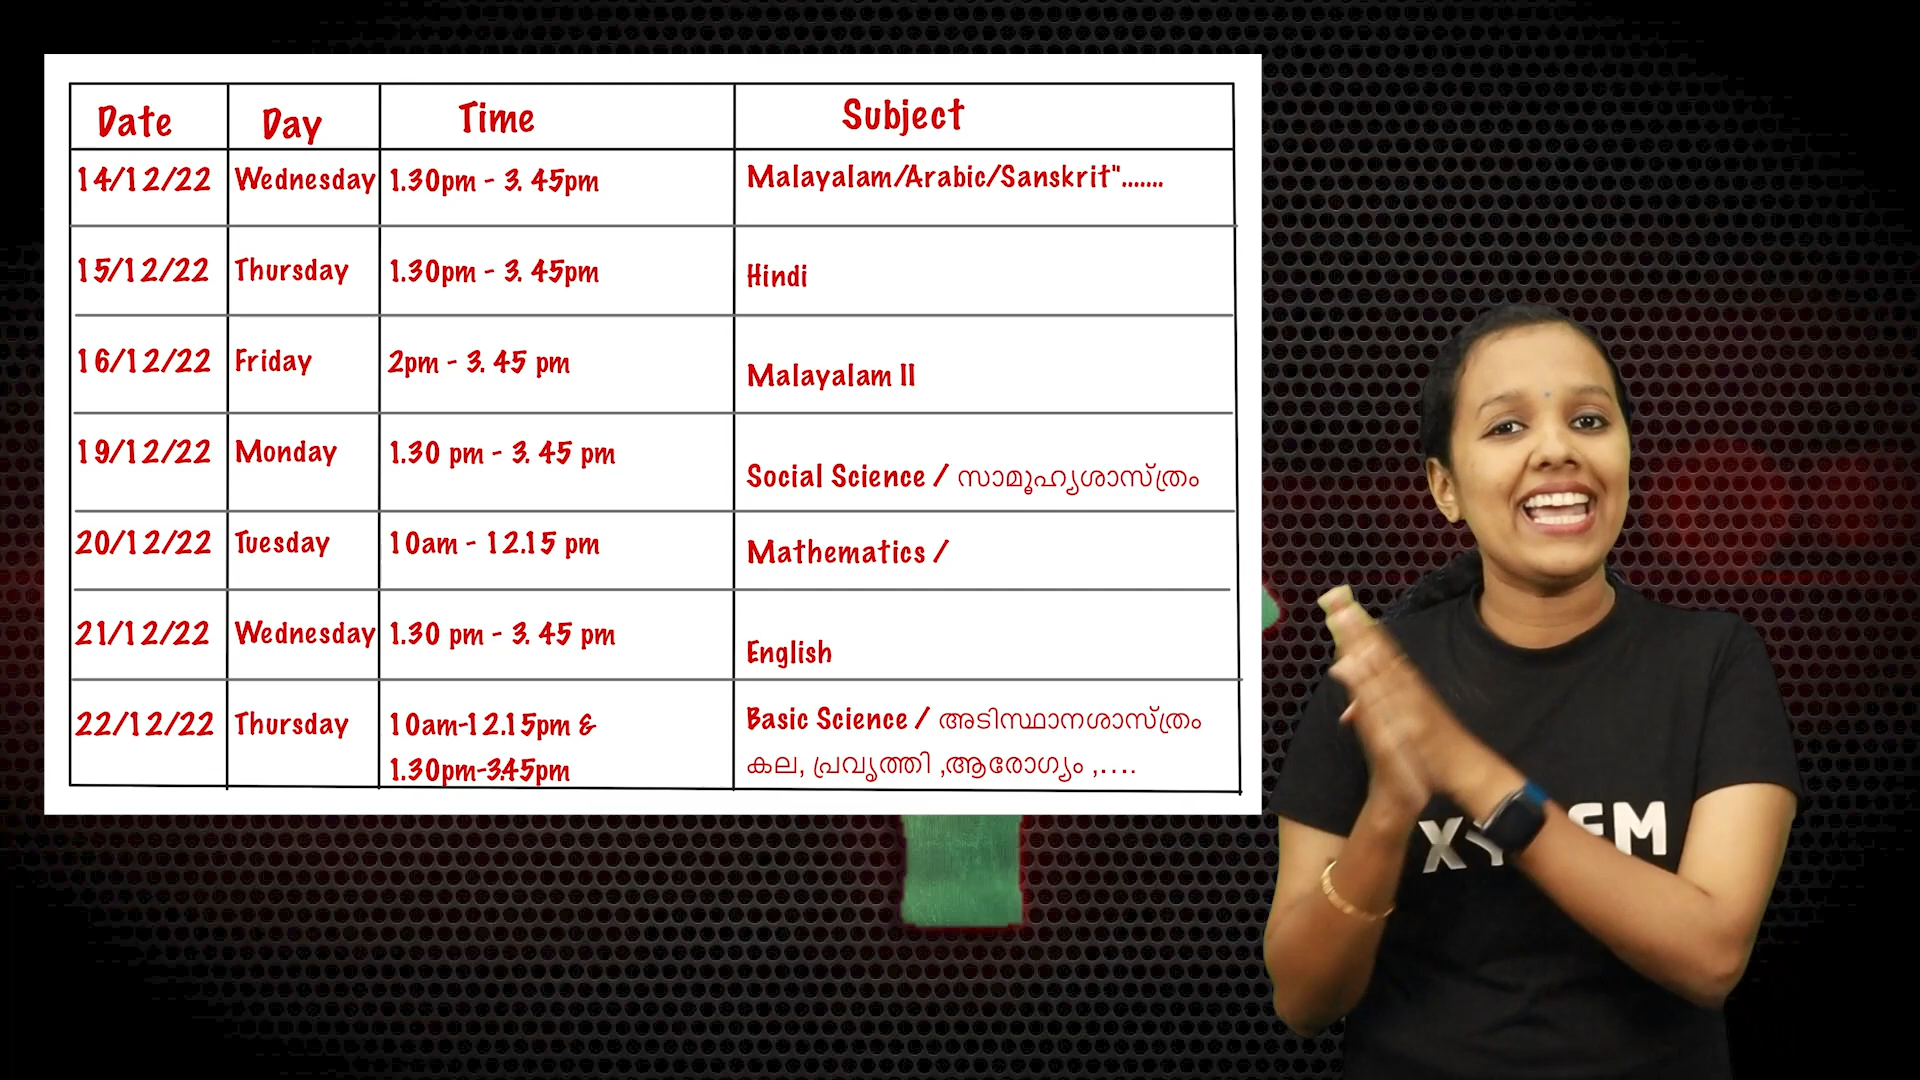 Date Day Time Subject
14/12/22 Wednesday 1.30pm - 3. 45pm Malayalam/Arabic/Sanskrit".......
15/12/22 Thursday 1.30pm - 3. 45pm Hindi
16/12/22 Friday 2pm - 3. 45 pm Malayalam II
19/12/22 Monday 1.30 pm - 3. 45 pm Social Science / സാമൂഹ്യശാസ്ത്രം
20/12/22 Tuesday 10am - 12.15 pm Mathematics /
21/12/22 Wednesday 1.30 pm - 3. 45 pm English
22/12/22 Thursday 10am-12.15pm & Basic Science / അടിസ്ഥാനശാസ്ത്രം
1.30pm-3.45pm കല, പ്രവൃത്തി ,ആരോഗ്യം ,....